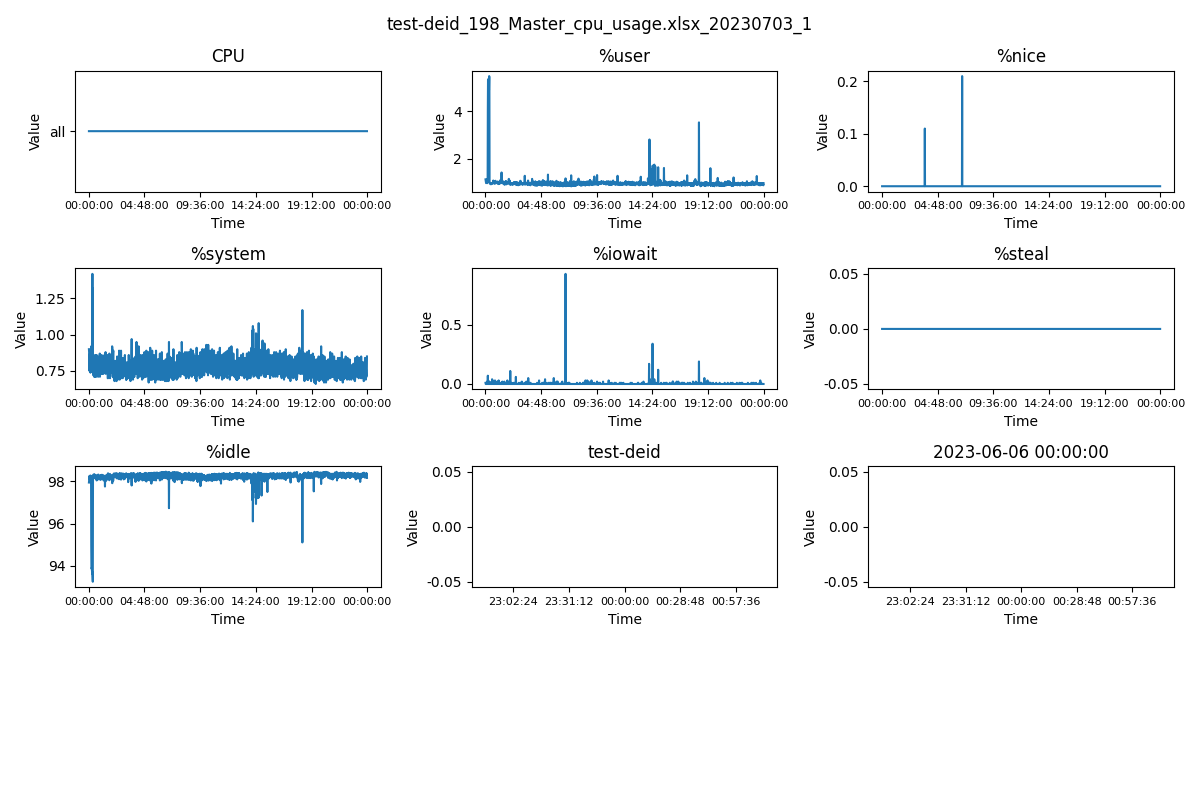 test-deid_198_Master_cpu_usage.xlsx_20230703_1
CPU
Value
all
00:00:00 04:48:00 09:36:00 14:24:00 19:12:00 00:00:00
Time
%user
Value
4
2
00:00:00 04:48:00 09:36:00 14:24:00 19:12:00 00:00:00
Time
%nice
Value
0.2
0.1
0.0
00:00:00 04:48:00 09:36:00 14:24:00 19:12:00 00:00:00
Time
%system
Value
1.25
1.00
0.75
00:00:00 04:48:00 09:36:00 14:24:00 19:12:00 00:00:00
Time
%iowait
Value
0.5
0.0
00:00:00 04:48:00 09:36:00 14:24:00 19:12:00 00:00:00
Time
%steal
Value
0.05
0.00
-0.05
00:00:00 04:48:00 09:36:00 14:24:00 19:12:00 00:00:00
Time
%idle
Value
98
96
94
00:00:00 04:48:00 09:36:00 14:24:00 19:12:00 00:00:00
Time
test-deid
Value
0.05
0.00
-0.05
23:02:24 23:31:12 00:00:00 00:28:48 00:57:36
Time
2023-06-06 00:00:00
Value
0.05
0.00
-0.05
23:02:24 23:31:12 00:00:00 00:28:48 00:57:36
Time